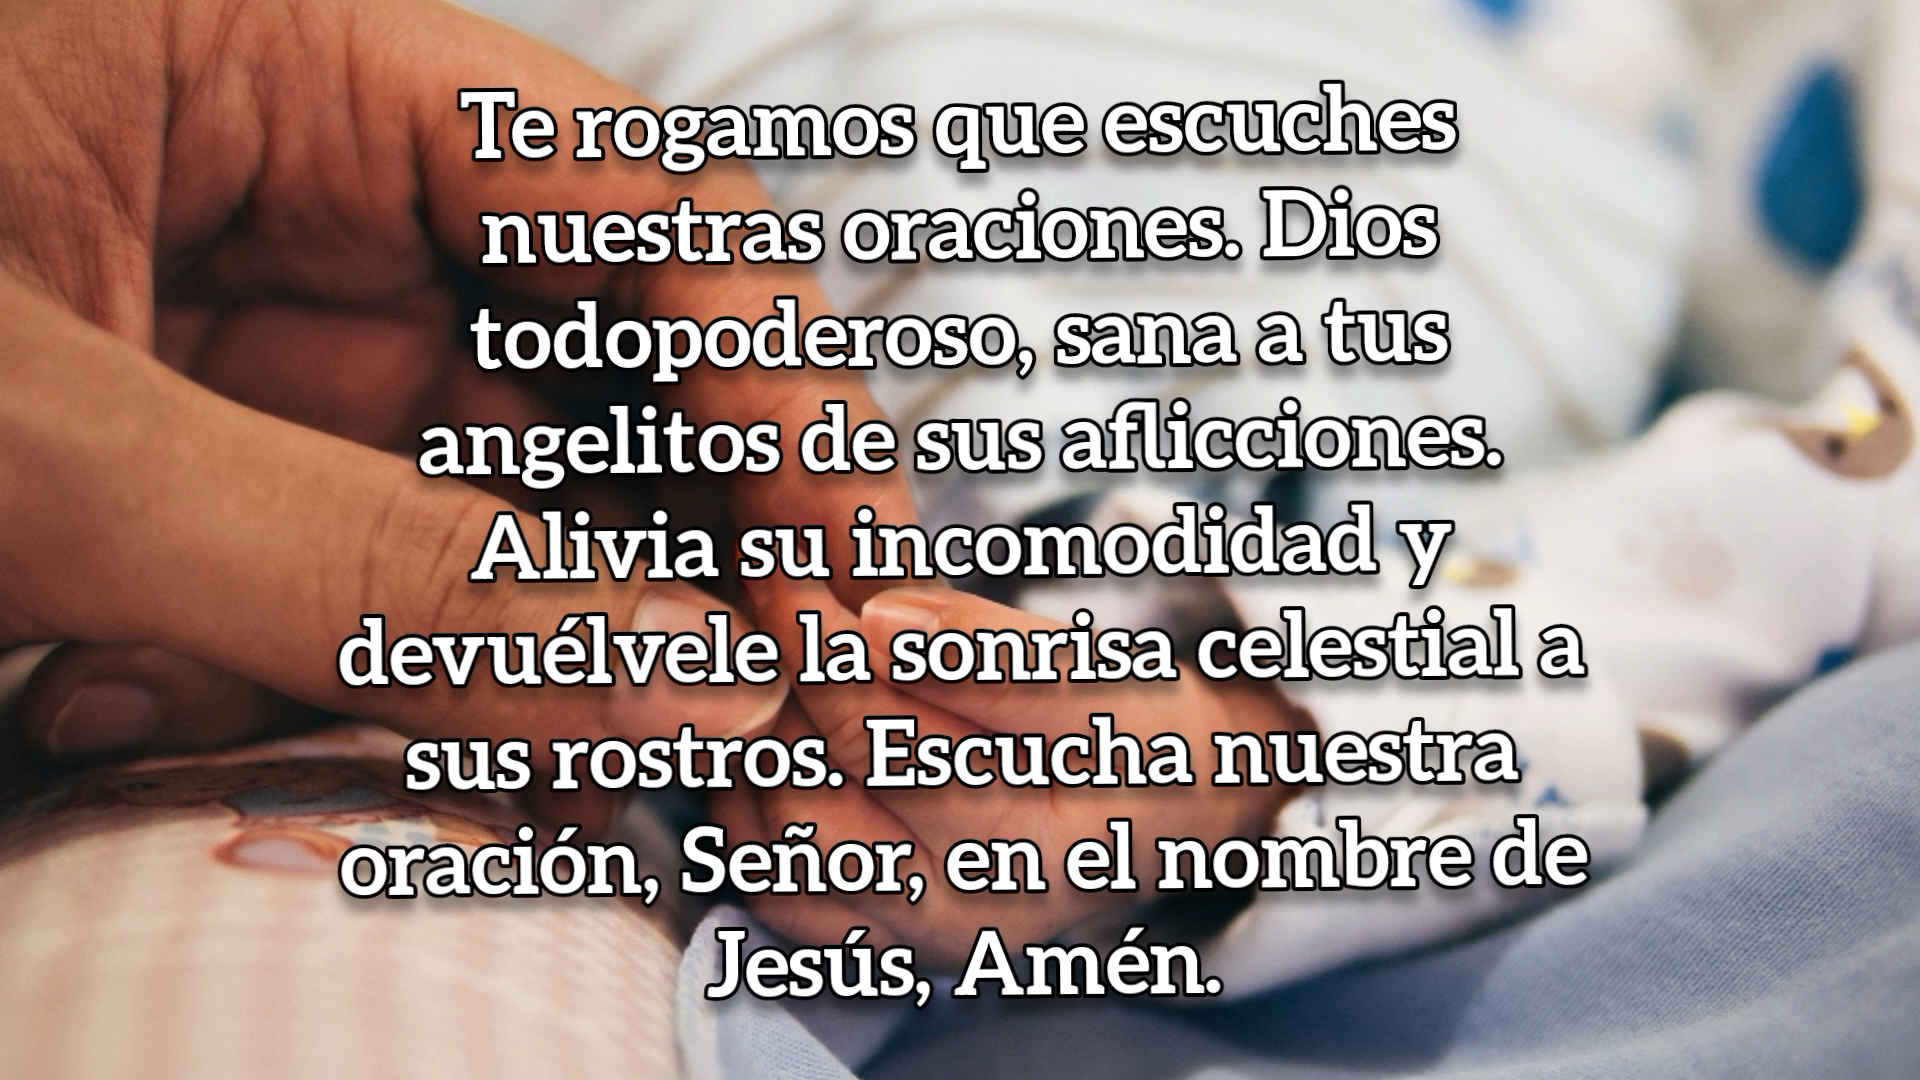 Te rogamos que escuches
nuestras oraciones. Dios
todopoderoso, sana a tus
angelitos de sus aflicciones.
Alivia su incomodidad y
devuélvele la sonrisa celestial a
sus rostros. Escucha nuestra
oración, Señor, en el nombre de
Jesús, Amén.